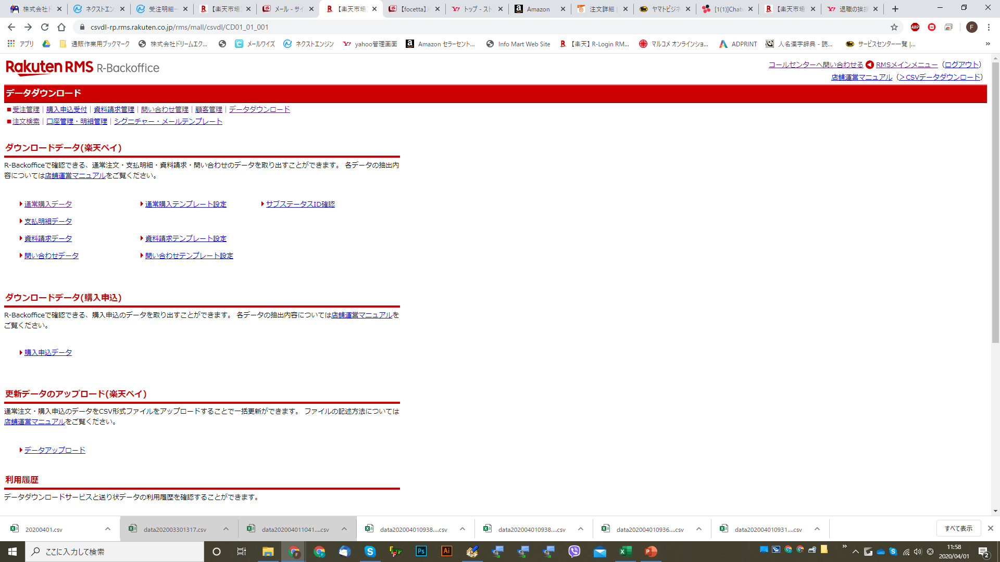 株式会社ド
ネクストエン
受注明細一
【楽天市場】
メール - サイ
【楽天市場】
【focetta】
トップ - スト
Amazon
注文詳細
ヤマトビジネ
[1(1)]Chatw
【楽天市場
退職の挨拶
csvdl-rp.rms.rakuten.co.jp/rms/mall/csvdl/CD01_01_001
ABP
F
アプリ
通販作業用ブックマーク
株式会社ドリームエク...
メールワイズ
ネクストエンジン
yahoo管理画面
Amazon セラーセント...
Info Mart Web Site
【楽天】R-Login RM...
マルコメ オンラインショ...
ADPRINT
人名漢字辞典 - 読...
サービスセンター一覧 |...
»
Rakuten RMS R-Backoffice
コールセンターへ問い合わせる RMSメインメニュー (ログアウト)
店舗運営マニュアル (＞CSVデータダウンロード)
データダウンロード
■受注管理｜購入申込受付｜資料請求管理｜問い合わせ管理｜顧客管理｜データダウンロード
■注文検索｜口座管理・明細管理｜シグニチャー・メールテンプレート
ダウンロードデータ(楽天ペイ)
R-Backofficeで確認できる、通常注文・支払明細・資料請求・問い合わせのデータを取り出すことができます。 各データの抽出内
容については店舗運営マニュアルをご覧ください。
通常購入データ 通常購入テンプレート設定 サブステータスID確認
支払明細データ
資料請求データ 資料請求テンプレート設定
問い合わせデータ 問い合わせテンプレート設定
ダウンロードデータ(購入申込)
R-Backofficeで確認できる、購入申込のデータを取り出すことができます。 各データの抽出内容については店舗運営マニュアルを
ご覧ください。
購入申込データ
更新データのアップロード(楽天ペイ)
通常注文・購入申込のデータをCSV形式ファイルをアップロードすることで一括更新ができます。 ファイルの記述方法については
店舗運営マニュアルをご覧ください。
データアップロード
利用履歴
データダウンロードサービスと送り状データの利用履歴を確認することができます。
20200401.csv
data202003301317.csv
data202004011041....csv
data202004010938....csv
data202004010938....csv
data202004010936....csv
data202004010931....csv
すべて表示
ここに入力して検索
11:58
2020/04/01
2